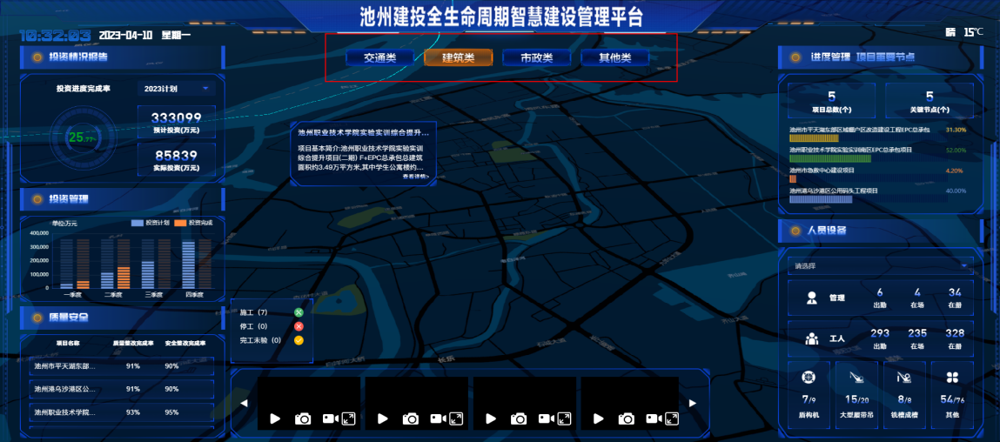 池州建投全生命周期智慧建设管理平台
10:32:03 2023-04-10 星期一
晴 15℃
交通类 建筑类 市政类 其他类
投资情况报告
投资进度完成率 2023计划
25.77%
333099
预计投资(万元)
85839
实际投资(万元)
投资管理
单位:万元 投资计划 投资完成
400,000
300,000
200,000
100,000
0
一季度 二季度 三季度 四季度
质量安全
项目名称 质量整改完成率 安全整改完成率
池州市平天湖东部... 91% 90%
池州港乌沙港区公... 91% 90%
池州职业技术学院... 93% 95%
池州职业技术学院实验实训综合提升...
项目基本简介:池州职业技术学院实验实训
综合提升项目(二期) F+EPC总承包总建筑
面积约3.49万平方米,其中学生公寓楼约...
查看详情>
施工 (7)
停工 (0)
完工未验 (0)
长歌
进度管理 项目重要节点
5
项目总数(个)
5
关键节点(个)
池州市平天湖东部区域棚户区改造建设工程EPC总承包 31.30%
池州职业技术学院实验实训南区EPC总承包项目 52.00%
池州市急救中心建设项目 4.20%
池州港乌沙港区公用码头工程项目 40.00%
人员设备
请选择
管理
6 4 34
出勤 在场 在册
工人
293 235 328
出勤 在场 在册
7/9 15/20 8/8 54/76
盾构机 大型履带吊 铣槽成槽 其他